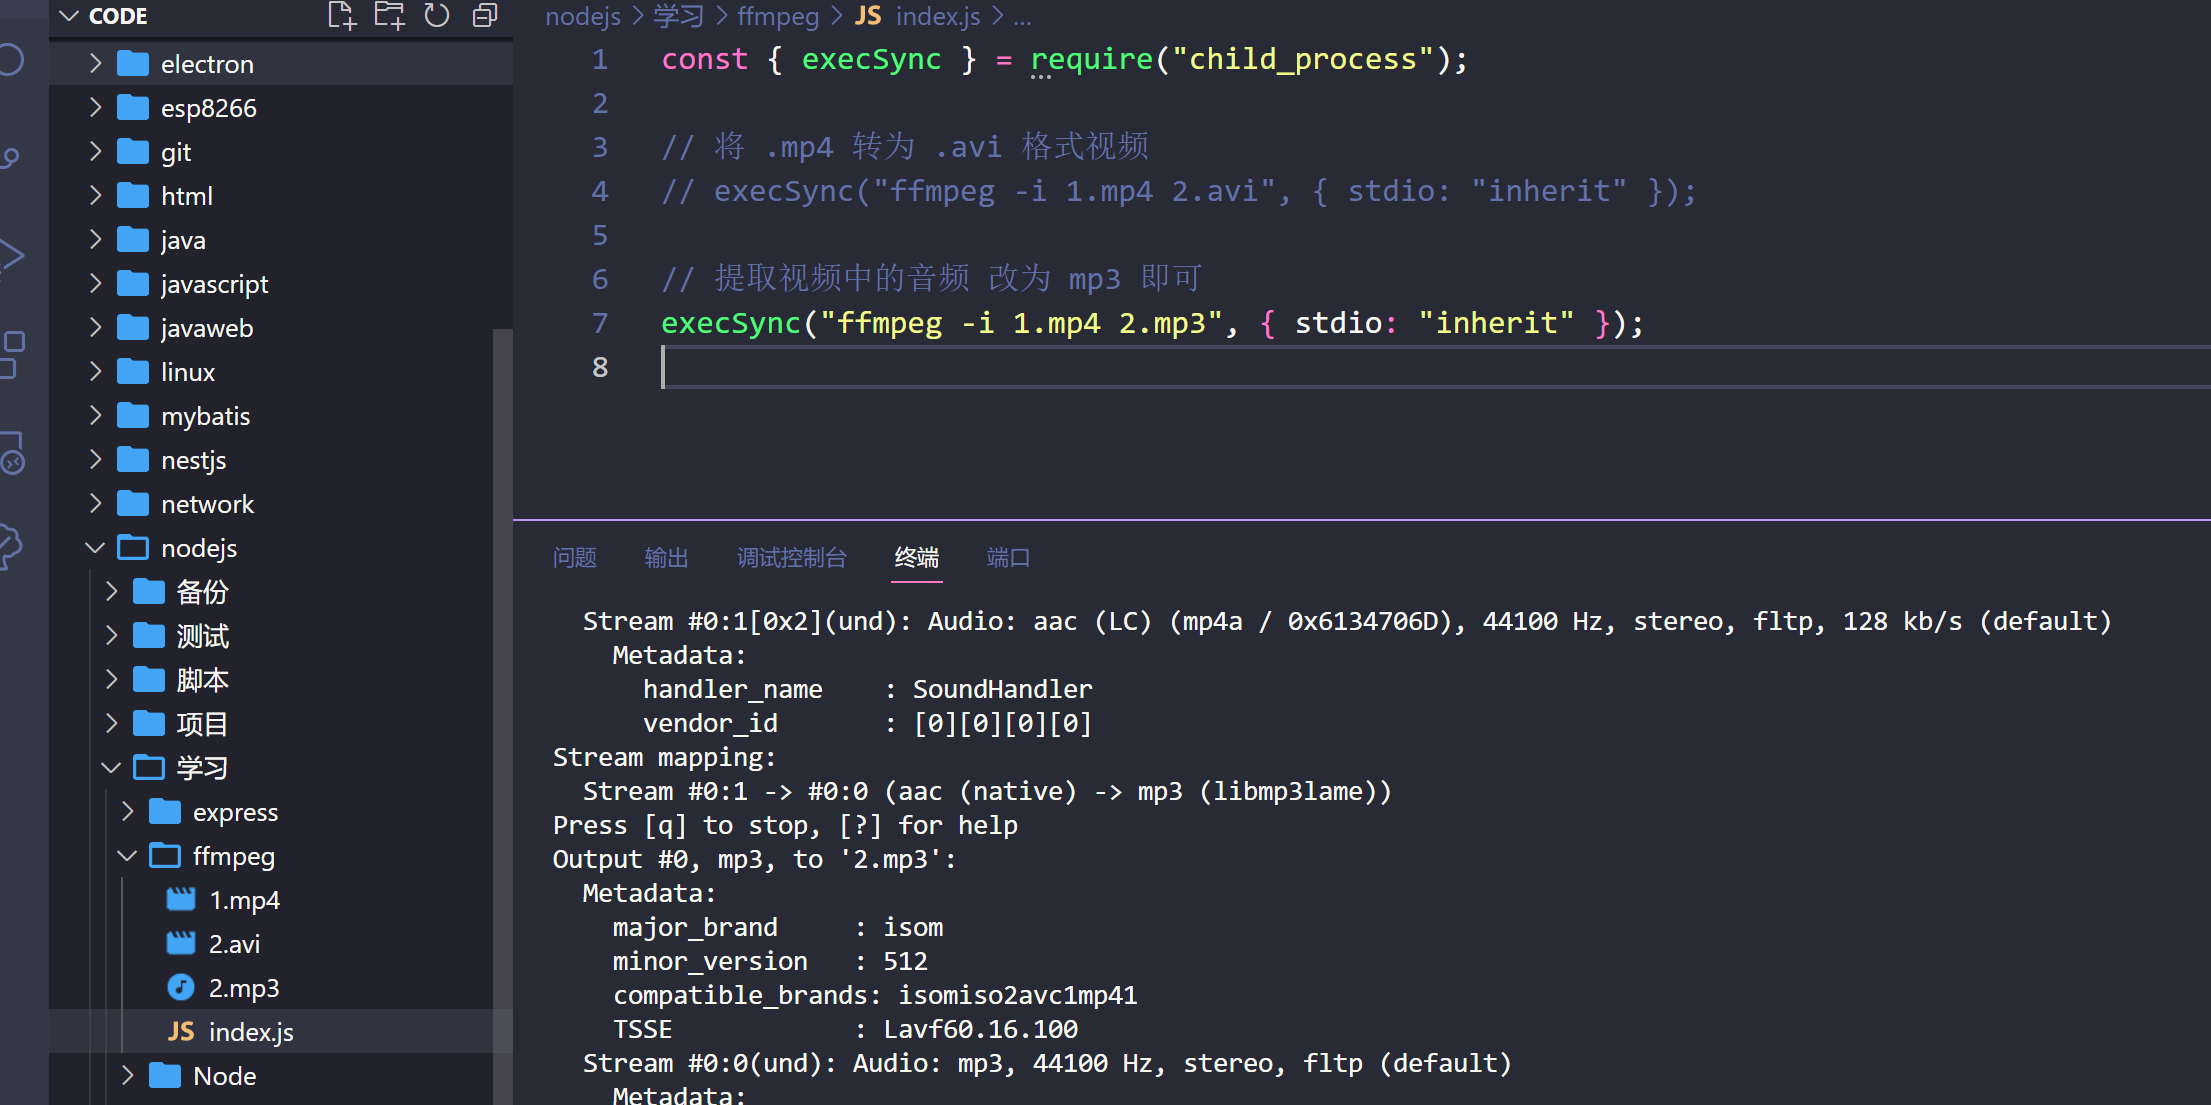 CODE
electron
esp8266
git
html
java
javascript
javaweb
linux
mybatis
nestjs
network
nodejs
备份
测试
脚本
项目
学习
express
ffmpeg
1.mp4
2.avi
2.mp3
JS index.js
Node
nodejs > 学习 > ffmpeg > JS index.js > ...
1 const { execSync } = require("child_process");
2
3 // 将 .mp4 转为 .avi 格式视频
4 // execSync("ffmpeg -i 1.mp4 2.avi", { stdio: "inherit" });
5
6 // 提取视频中的音频 改为 mp3 即可
7 execSync("ffmpeg -i 1.mp4 2.mp3", { stdio: "inherit" });
8
问题 输出 调试控制台 终端 端口
Stream #0:1[0x2](und): Audio: aac (LC) (mp4a / 0x6134706D), 44100 Hz, stereo, fltp, 128 kb/s (default)
Metadata:
handler_name : SoundHandler
vendor_id : [0][0][0][0]
Stream mapping:
Stream #0:1 -> #0:0 (aac (native) -> mp3 (libmp3lame))
Press [q] to stop, [?] for help
Output #0, mp3, to '2.mp3':
Metadata:
major_brand : isom
minor_version : 512
compatible_brands: isomiso2avc1mp41
TSSE : Lavf60.16.100
Stream #0:0(und): Audio: mp3, 44100 Hz, stereo, fltp (default)
Metadata: